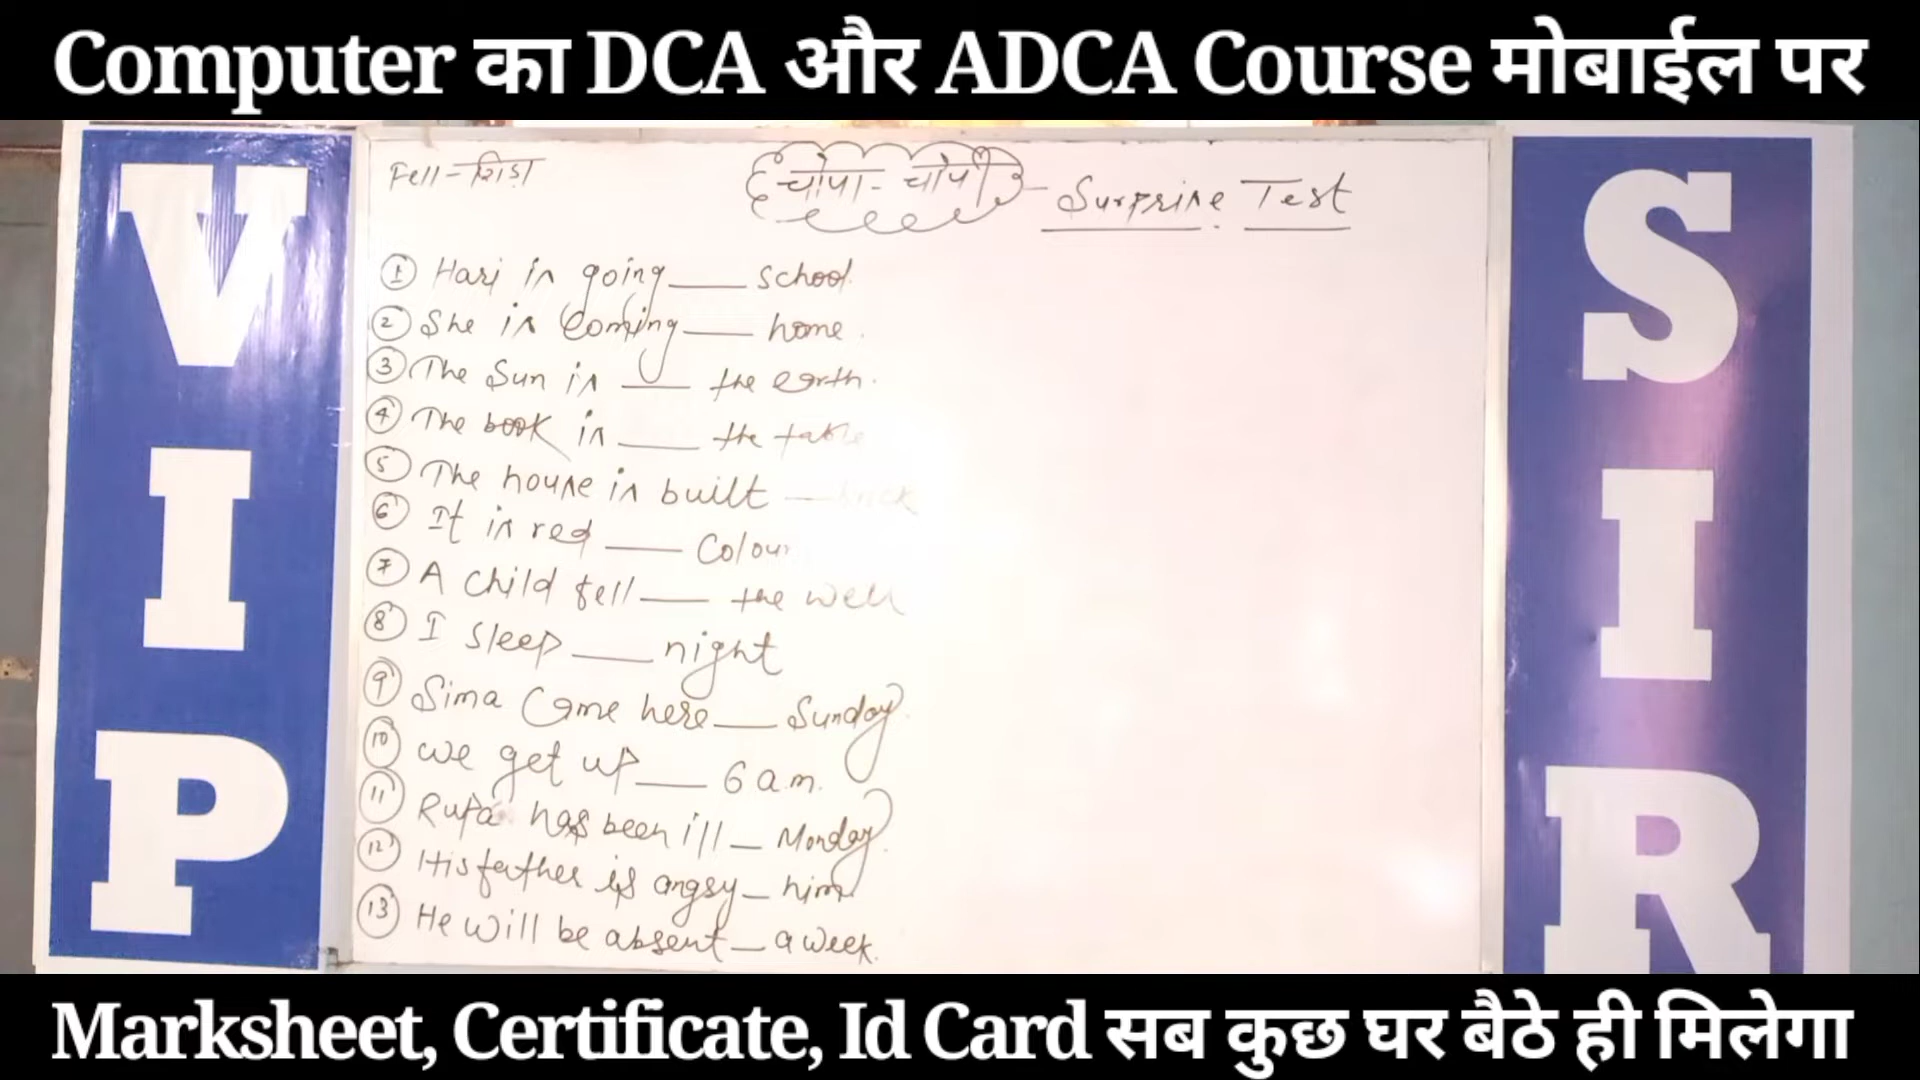 Computer का DCA और ADCA Course मोबाईल पर
VIP
SIR
Fell - गिरा
चोपा - चोपी - Surprise Test
① Hari is going ___ school.
② She is coming ___ home.
③ The Sun is ___ the earth.
④ The book is ___ the table
⑤ The house is built ___ brick
⑥ It is red ___ Colour
⑦ A child fell ___ the well
⑧ I sleep ___ night
⑨ Sima Came here ___ Sunday.
⑩ We get up ___ 6 a.m.
⑪ Rupa has been ill _ Monday.
⑫ His father is angry _ him
⑬ He will be absent _ a week.
Marksheet, Certificate, Id Card सब कुछ घर बैठे ही मिलेगा